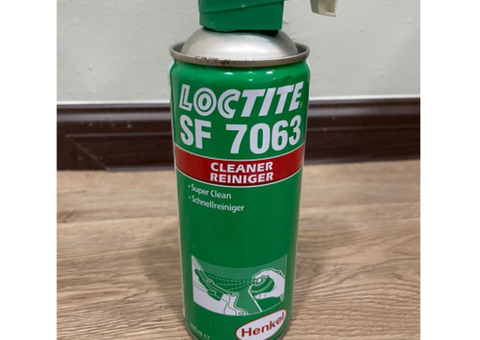 LOCTITE
SF 7063
CLEANER
REINIGER
• Super Clean
• Schnellreiniger
Henkel